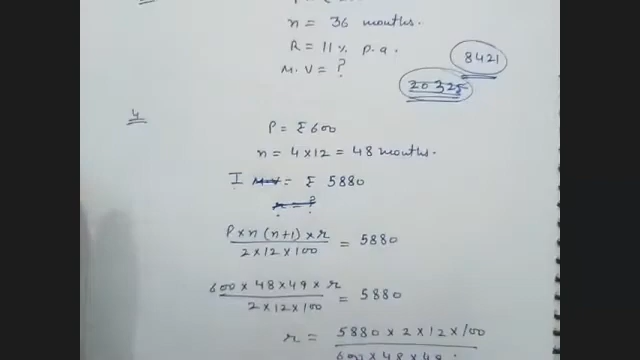 n = 36 months.
R = 11% p.a.
M.V = ?
8421
20325
4
P = ₹600
n = 4×12 = 48 months.
I M.V = ₹ 5880
r = ?
P×n(n+1)×r / 2×12×100 = 5880
600×48×49×r / 2×12×100 = 5880
r = 5880×2×12×100 / 600×48×49